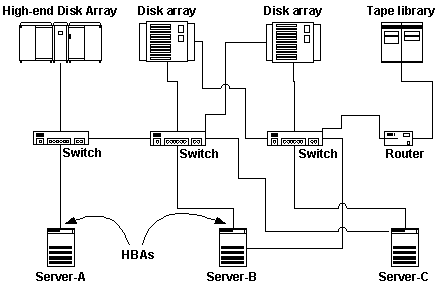 High-end Disk Array
Disk array
Disk array
Tape library
Switch
Switch
Switch
Router
HBAs
Server-A
Server-B
Server-C